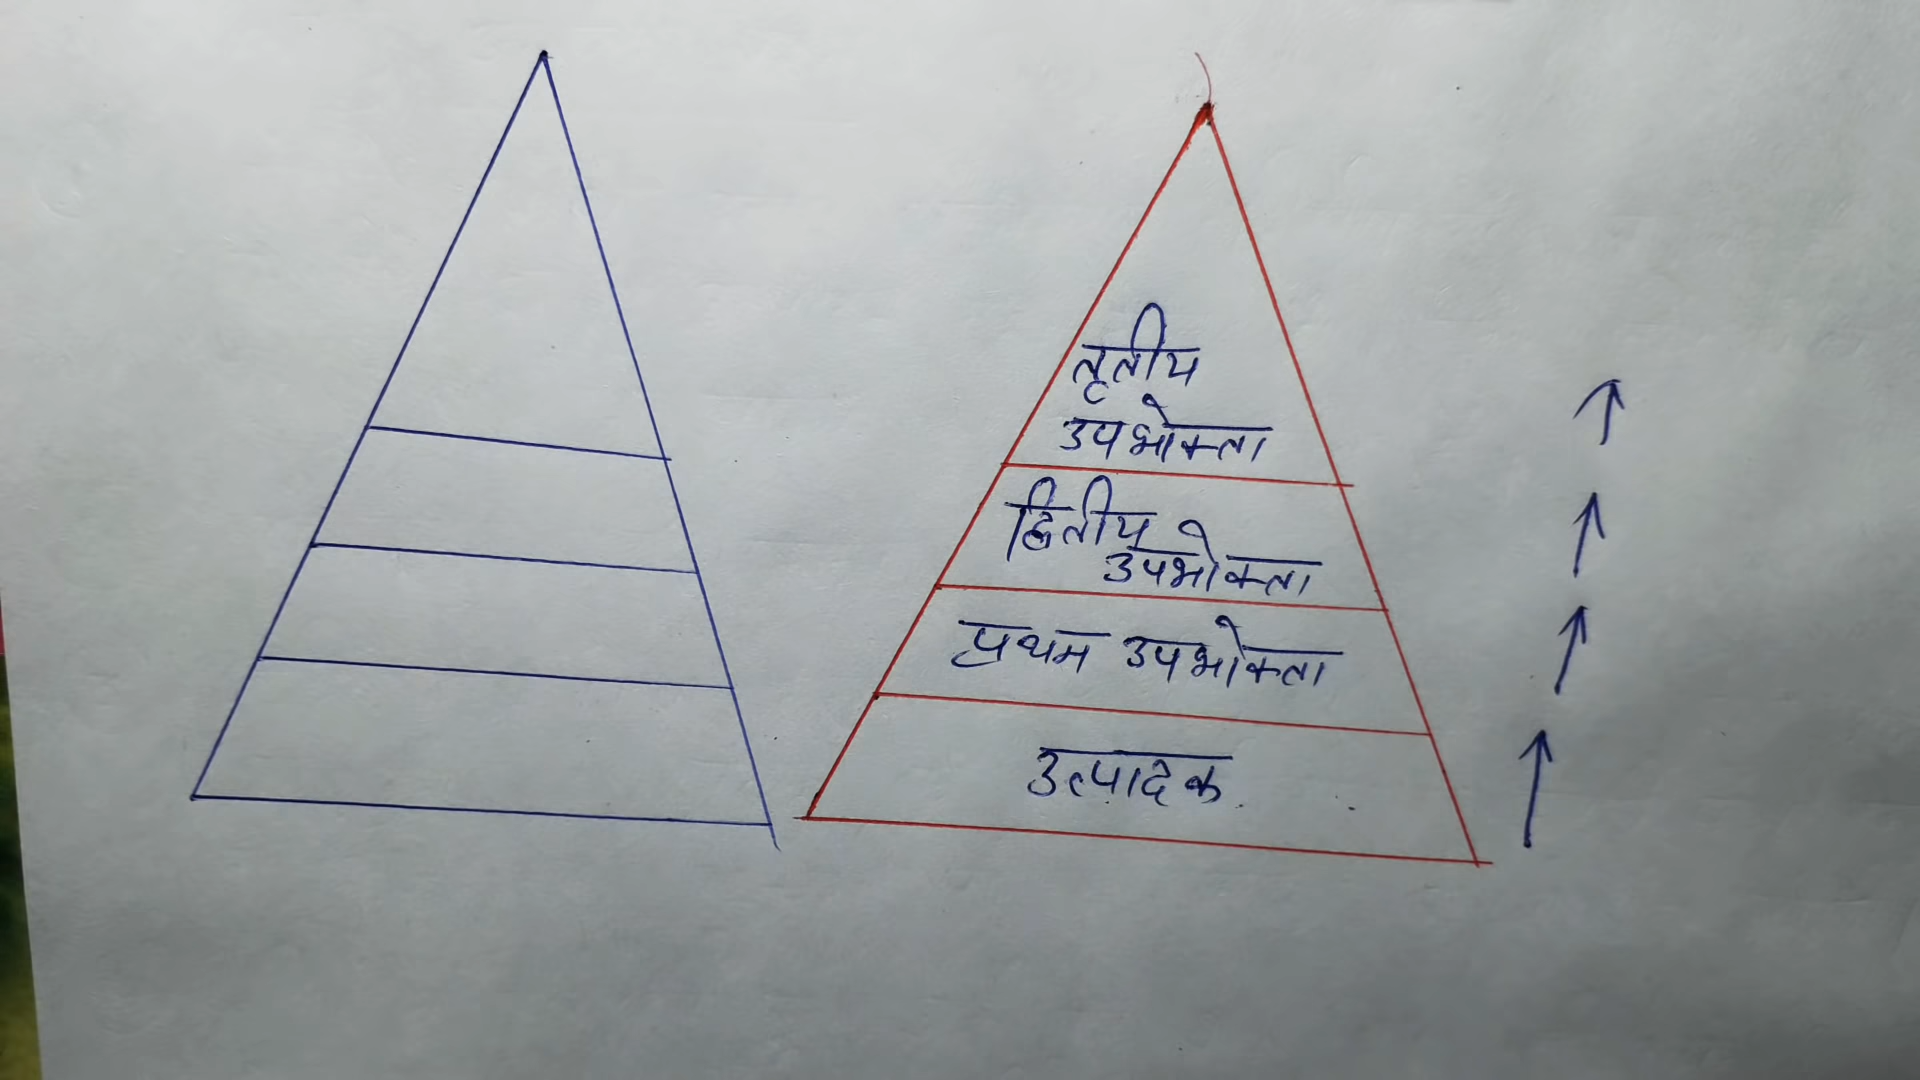 तृतीय
उपभोक्ता
द्वितीय
उपभोक्ता
प्रथम उपभोक्ता
उत्पादक